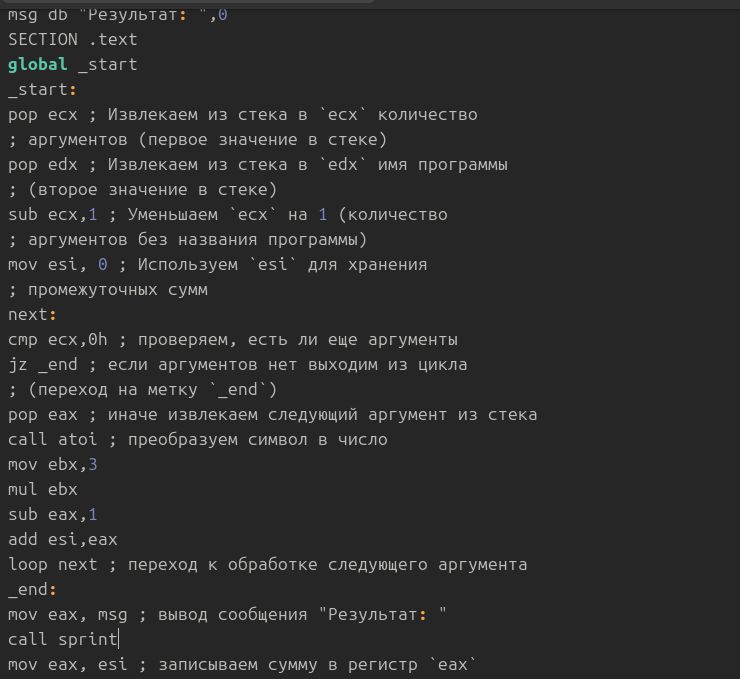 msg db "Результат: ",0
SECTION .text
global _start
_start:
pop ecx ; Извлекаем из стека в `ecx` количество
; аргументов (первое значение в стеке)
pop edx ; Извлекаем из стека в `edx` имя программы
; (второе значение в стеке)
sub ecx,1 ; Уменьшаем `ecx` на 1 (количество
; аргументов без названия программы)
mov esi, 0 ; Используем `esi` для хранения
; промежуточных сумм
next:
cmp ecx,0h ; проверяем, есть ли еще аргументы
jz _end ; если аргументов нет выходим из цикла
; (переход на метку `_end`)
pop eax ; иначе извлекаем следующий аргумент из стека
call atoi ; преобразуем символ в число
mov ebx,3
mul ebx
sub eax,1
add esi,eax
loop next ; переход к обработке следующего аргумента
_end:
mov eax, msg ; вывод сообщения "Результат: "
call sprint
mov eax, esi ; записываем сумму в регистр `eax`